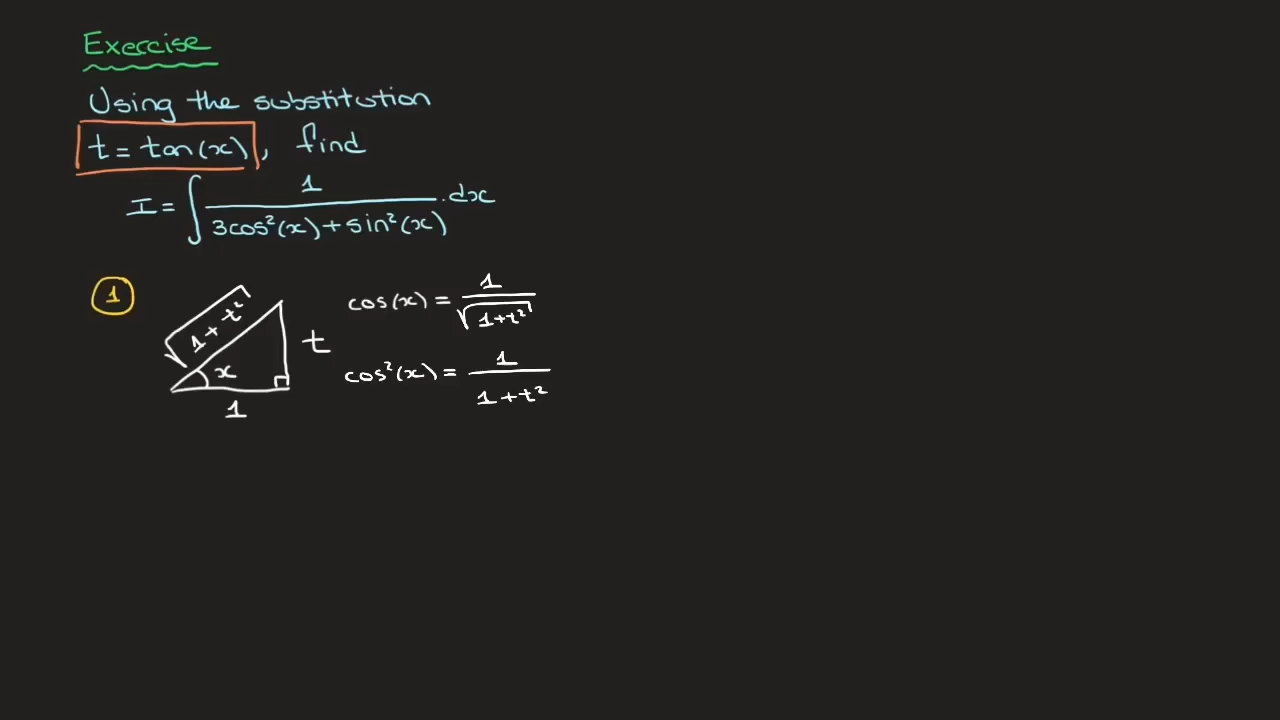 Exercise
Using the substitution
t = tan(x), find
I = ∫ 1 / (3cos²(x) + sin²(x)) . dx
1
√(1 + t²)
x
t
1
cos(x) = 1 / √(1+t²)
cos²(x) = 1 / (1+t²)